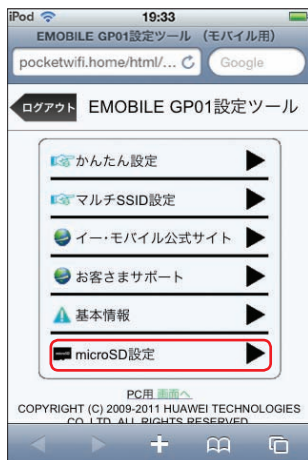 iPod 19:33
EMOBILE GP01設定ツール （モバイル用）
pocketwifi.home/html/... Google
ログアウト EMOBILE GP01設定ツール
かんたん設定
マルチSSID設定
イー・モバイル公式サイト
お客さまサポート
基本情報
microSD設定
PC用 画面へ
COPYRIGHT (C) 2009-2011 HUAWEI TECHNOLOGIES
CO.,LTD. ALL RIGHTS RESERVED